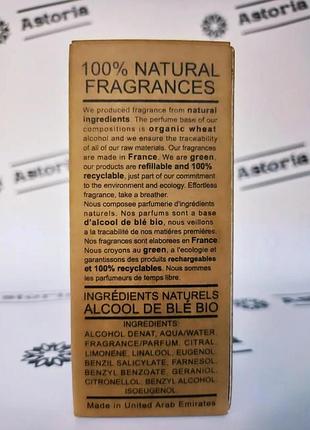 Astoria
Astoria
100% NATURAL
FRAGRANCES
We produced fragrance from natural
ingredients. The perfume base of our
compositions is organic wheat
alcohol and we ensure the traceability
of all of our raw materials. Our fragrances
are made in France. We are green,
our products are refillable and 100%
recyclable, just part of our commitment
to the environment and ecology. Effortless
fragrance, take a breather.
Nous composee parfumerie d'ingrédients
naturels. Nos parfums sont a base
d'alcool de blé bio, nous veillons
a la tracabilité de nos matiéres premiéres.
Nos fragrances sont elaborees en France.
Nous croyons au green, a l'ecologie et
garantissons des produits rechargeables
et 100% recyclables. Nous sommes
les parfumeurs de temps libre.
INGRÉDIENTS NATURELS
ALCOOL DE BLÉ BIO
INGREDIENTS:
ALCOHOL DENAT, AQUA/WATER,
FRAGRANCE/PARFUM, CITRAL,
LIMONENE, LINALOOL, EUGENOL,
BENZIL SALICYLATE, FARNESOL,
BENZYL BENZOATE, GERANIOL,
CITRONELLOL, BENZYL ALCOHOL,
ISOEUGENOL
Made in United Arab Emirates